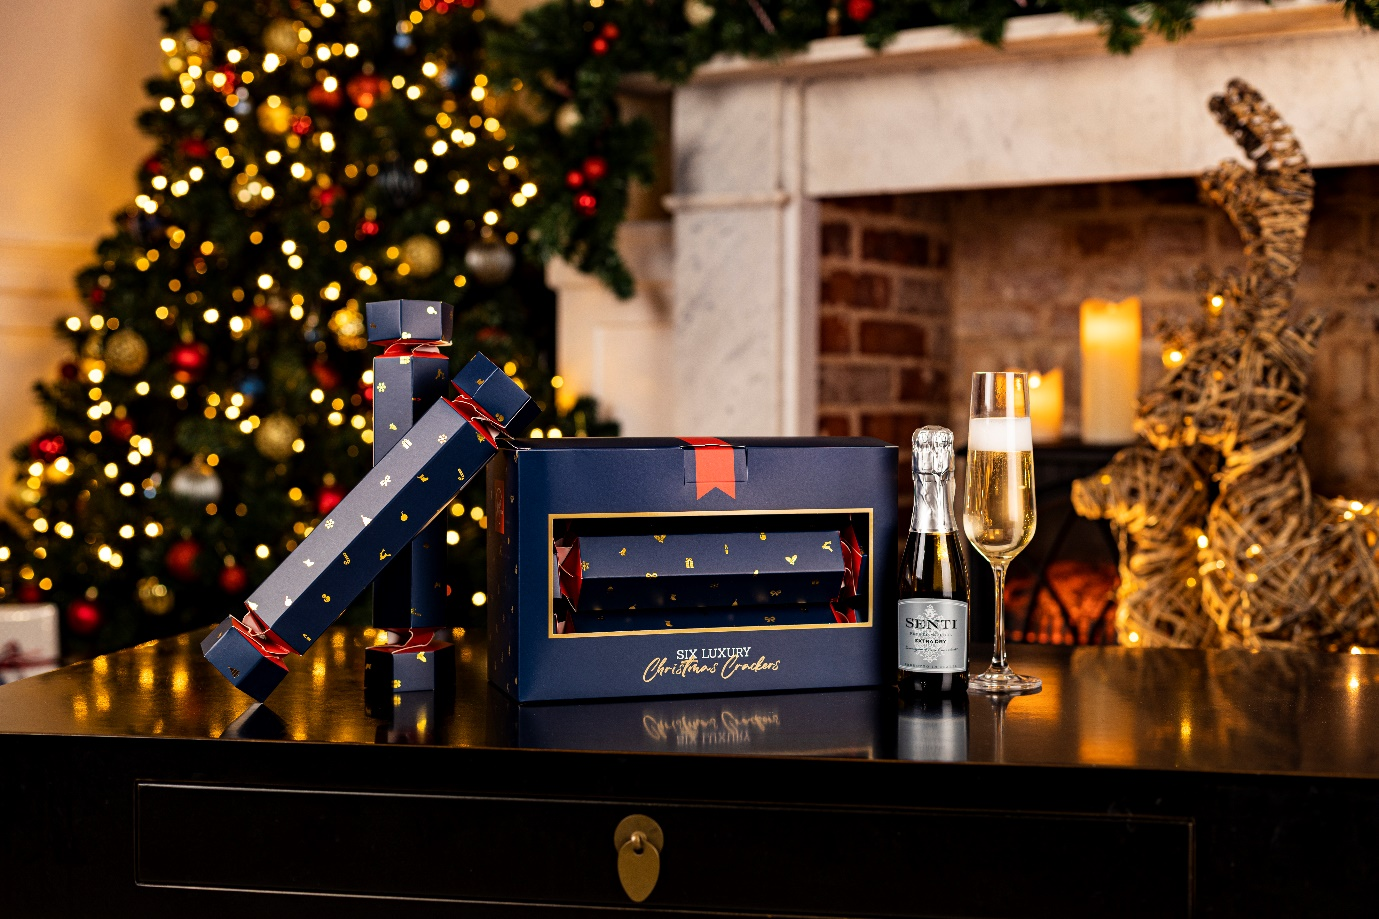 SIX LUXURY
Christmas Crackers
SENTI
EXTRA DRY